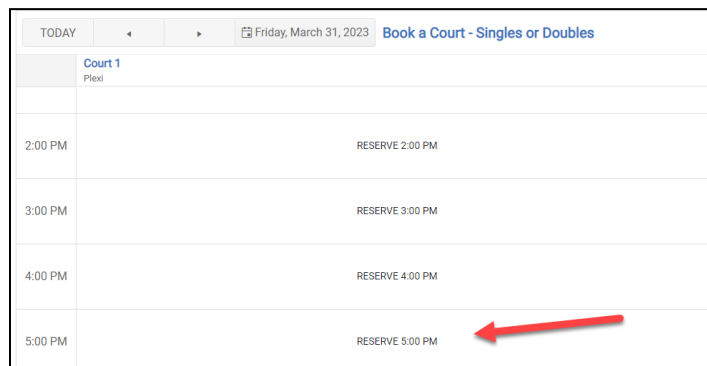 TODAY Friday, March 31, 2023 Book a Court - Singles or Doubles
Court 1
Plexi
2:00 PM RESERVE 2:00 PM
3:00 PM RESERVE 3:00 PM
4:00 PM RESERVE 4:00 PM
5:00 PM RESERVE 5:00 PM